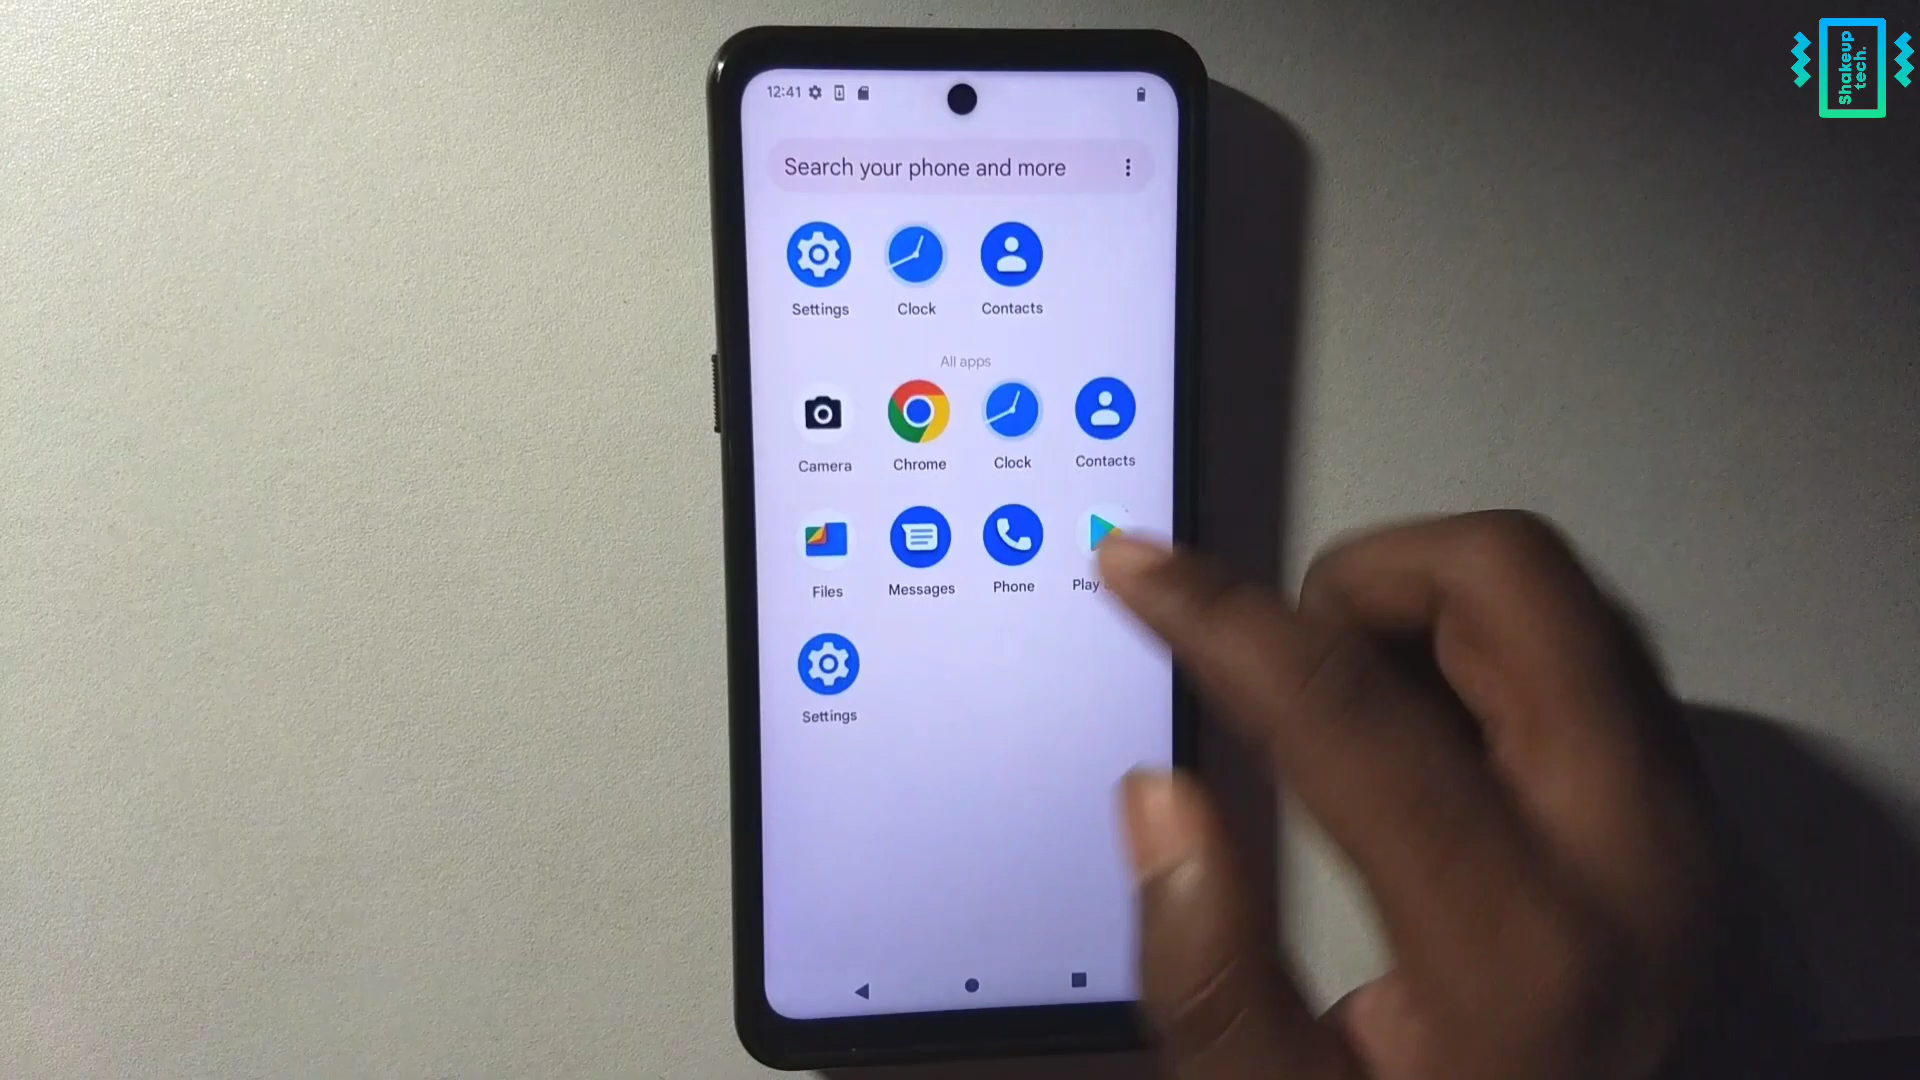 12:41
Search your phone and more
Settings Clock Contacts
All apps
Camera Chrome Clock Contacts
Files Messages Phone Play
Settings
Shakeup
tech.